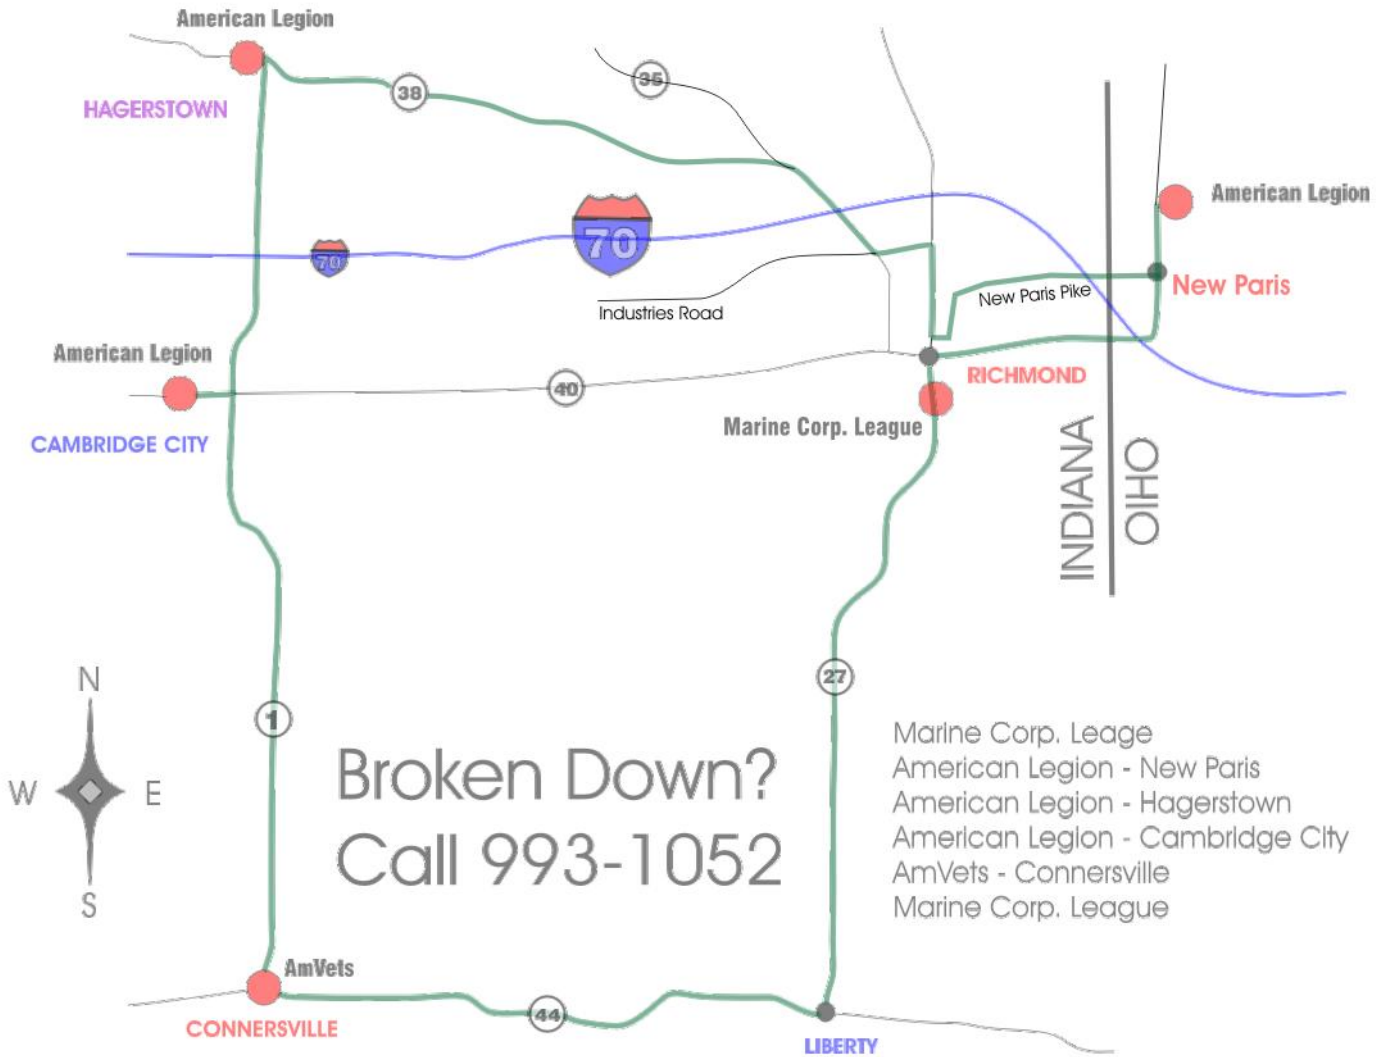 American Legion
HAGERSTOWN
38
35
70
70
American Legion
New Paris
New Paris Pike
Industries Road
American Legion
CAMBRIDGE CITY
40
RICHMOND
Marine Corp. League
INDIANA
OHIO
N
W E
S
1
27
Broken Down?
Call 993-1052
Marine Corp. Leage
American Legion - New Paris
American Legion - Hagerstown
American Legion - Cambridge City
AmVets - Connersville
Marine Corp. League
AmVets
CONNERSVILLE
44
LIBERTY